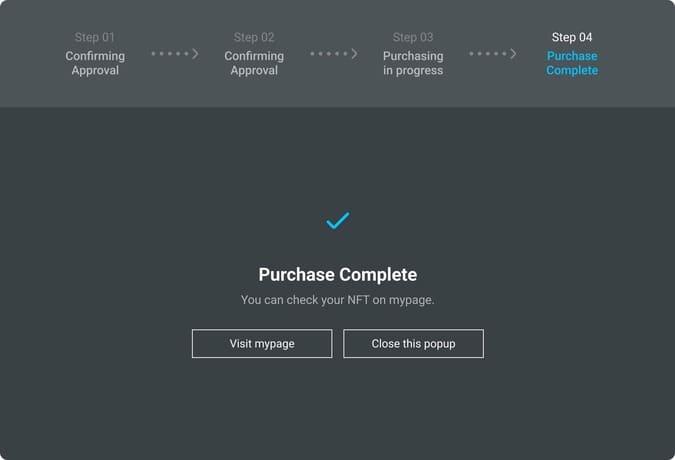 Step 01
Confirming
Approval
Step 02
Confirming
Approval
Step 03
Purchasing
in progress
Step 04
Purchase
Complete
Purchase Complete
You can check your NFT on mypage.
Visit mypage
Close this popup